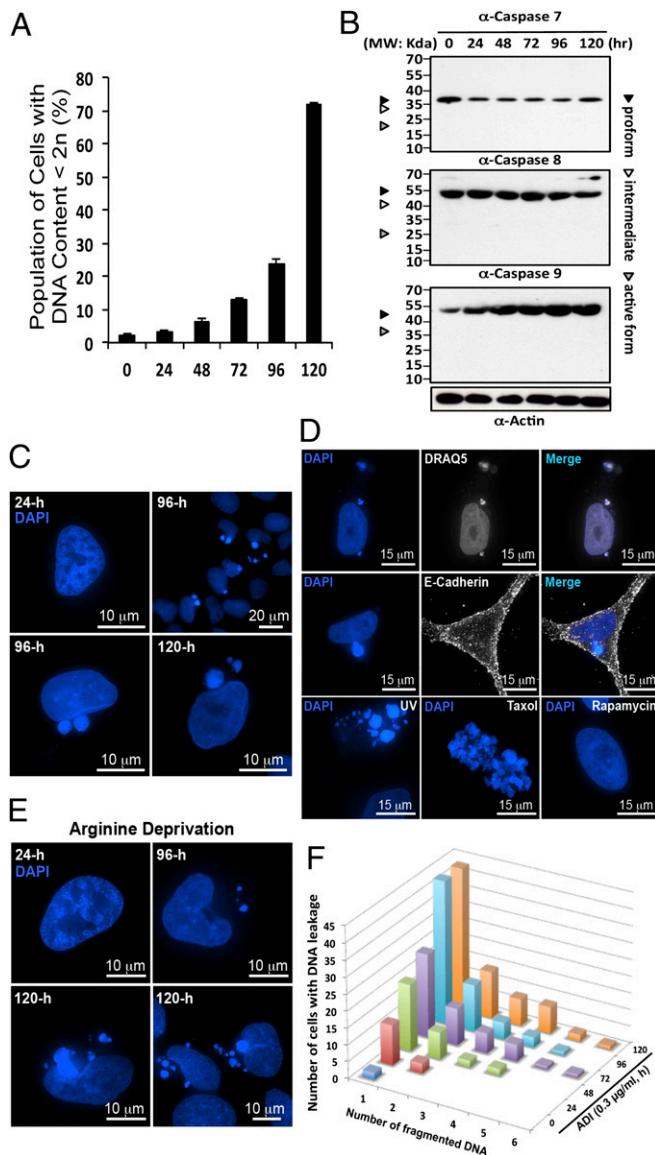 A
Population of Cells with
DNA Content < 2n (%)
80
70
60
50
40
30
20
10
0
0 24 48 72 96 120
B
α-Caspase 7
(MW: Kda) 0 24 48 72 96 120 (hr)
70
55
40
35
25
15
10
α-Caspase 8
70
55
40
35
25
15
10
α-Caspase 9
70
55
40
35
25
15
10
α-Actin
proform
intermediate
active form
C
24-h
DAPI
10 μm
96-h
20 μm
96-h
10 μm
120-h
10 μm
D
DAPI
15 μm
DRAQ5
15 μm
Merge
15 μm
DAPI
15 μm
E-Cadherin
15 μm
Merge
15 μm
DAPI UV
15 μm
DAPI Taxol
15 μm
DAPI Rapamycin
15 μm
E
Arginine Deprivation
24-h
DAPI
10 μm
96-h
10 μm
120-h
10 μm
120-h
10 μm
F
Number of cells with DNA leakage
45
40
35
30
25
20
15
10
5
0
1 2 3 4 5 6
Number of fragmented DNA
0 24 48 72 96 120
ADI (0.3 μg/ml, h)